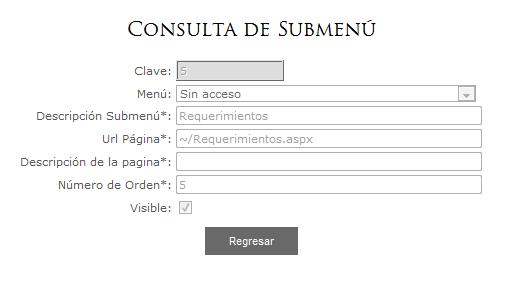 Consulta de Submenú
Clave: 5
Menú: Sin acceso
Descripción Submenú*: Requerimientos
Url Página*: ~/Requerimientos.aspx
Descripción de la pagina*:
Número de Orden*: 5
Visible:
Regresar